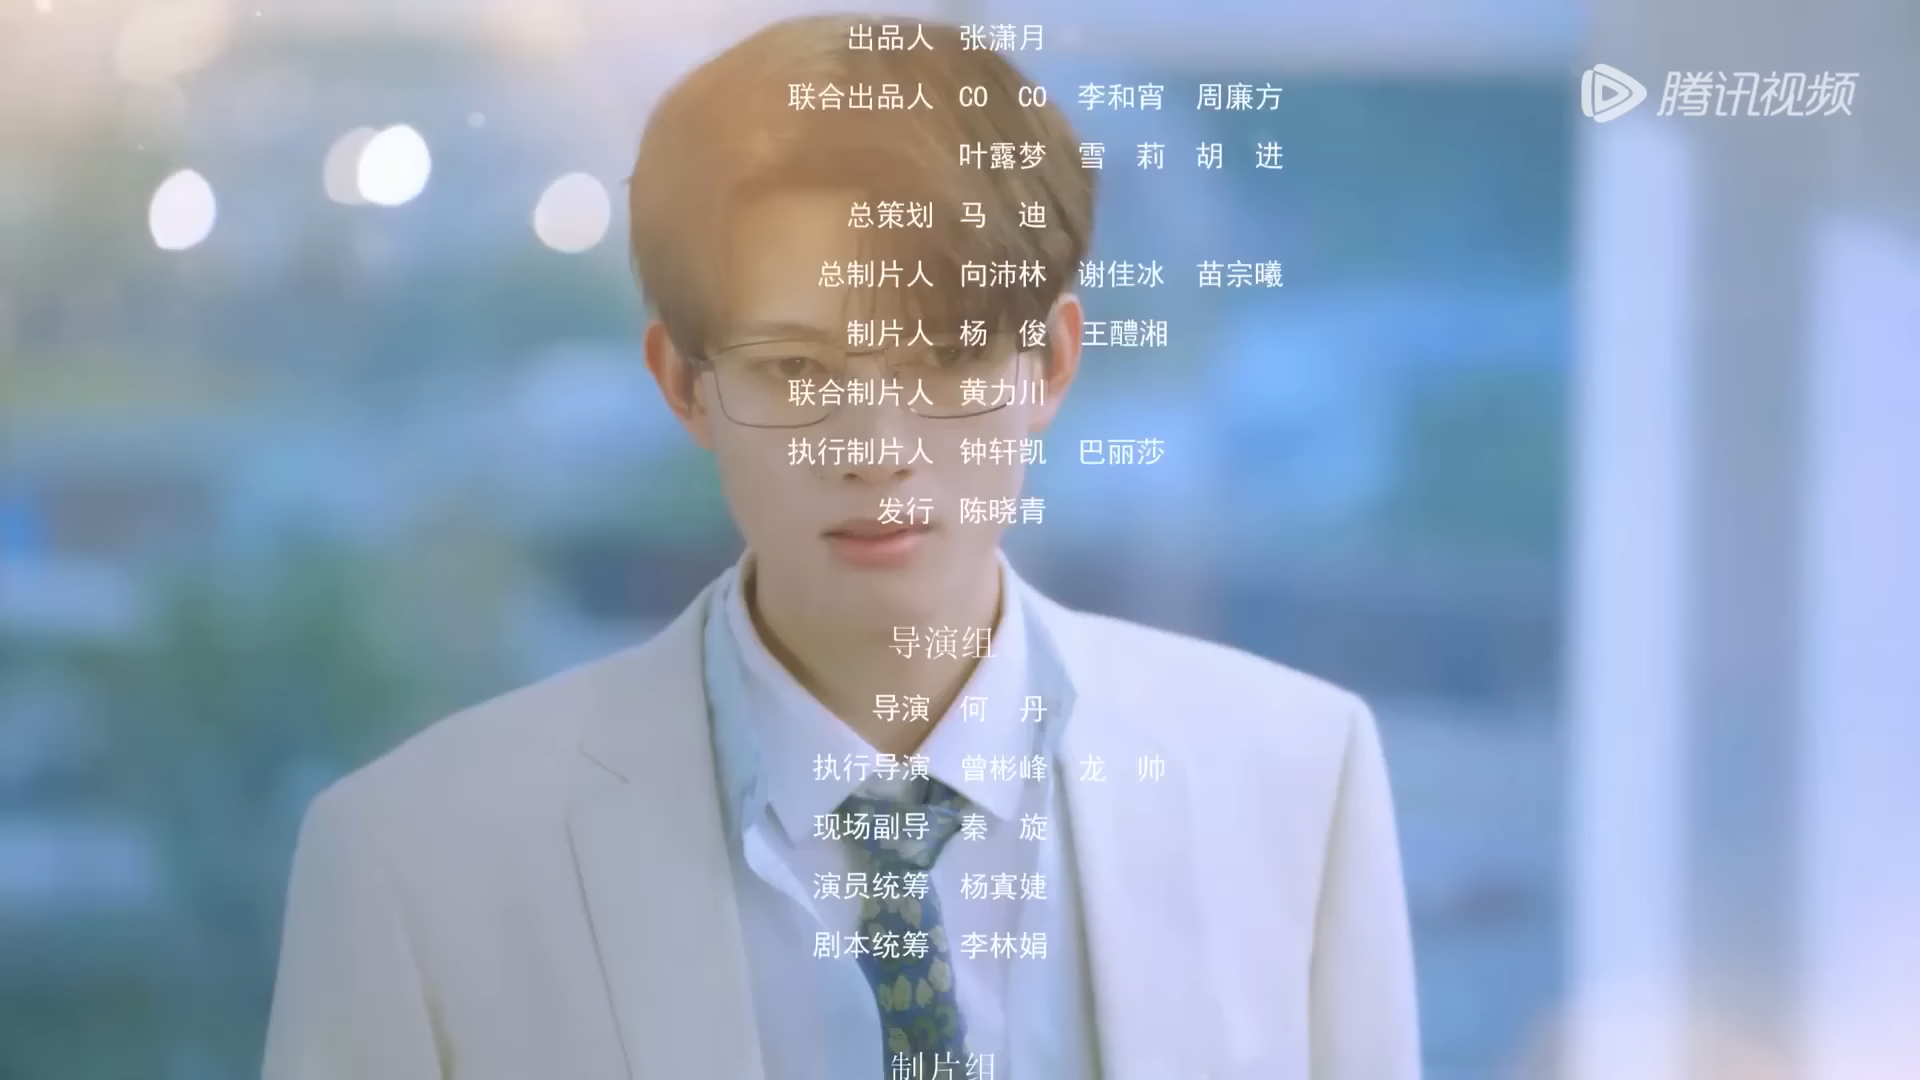 出品人 张潇月
腾讯视频
联合出品人 CO CO 李和宵 周廉方
叶露梦 雪 莉 胡 进
总策划 马 迪
总制片人 向沛林 谢佳冰 苗宗曦
制片人 杨 俊 王醴湘
联合制片人 黄力川
执行制片人 钟轩凯 巴丽莎
发行 陈晓青
导演组
导演 何 丹
执行导演 曾彬峰 龙 帅
现场副导 秦 旋
演员统筹 杨寘婕
剧本统筹 李林娟
制片组